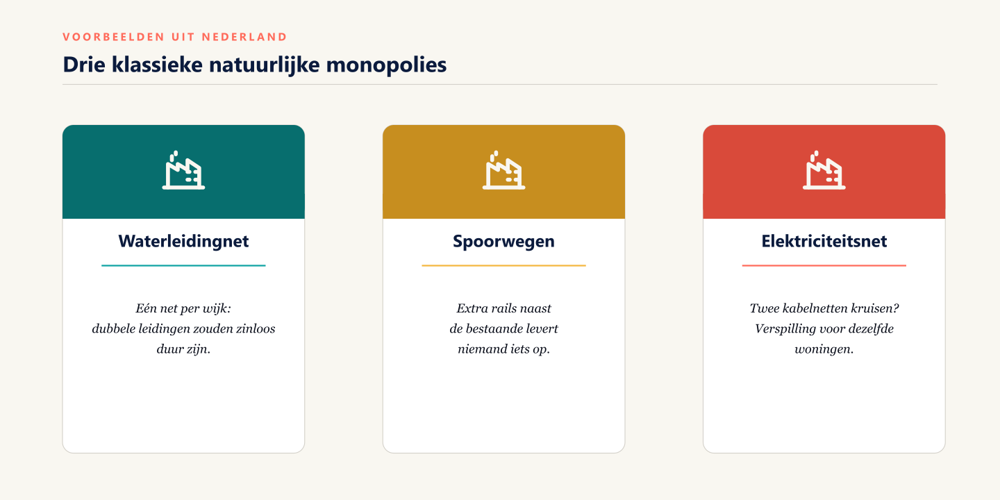 VOORBEELDEN UIT NEDERLAND
Drie klassieke natuurlijke monopolies
Waterleidingnet
Eén net per wijk:
dubbele leidingen zouden zinloos
duur zijn.
Spoorwegen
Extra rails naast
de bestaande levert
niemand iets op.
Elektriciteitsnet
Twee kabelnetten kruisen?
Verspilling voor dezelfde
woningen.